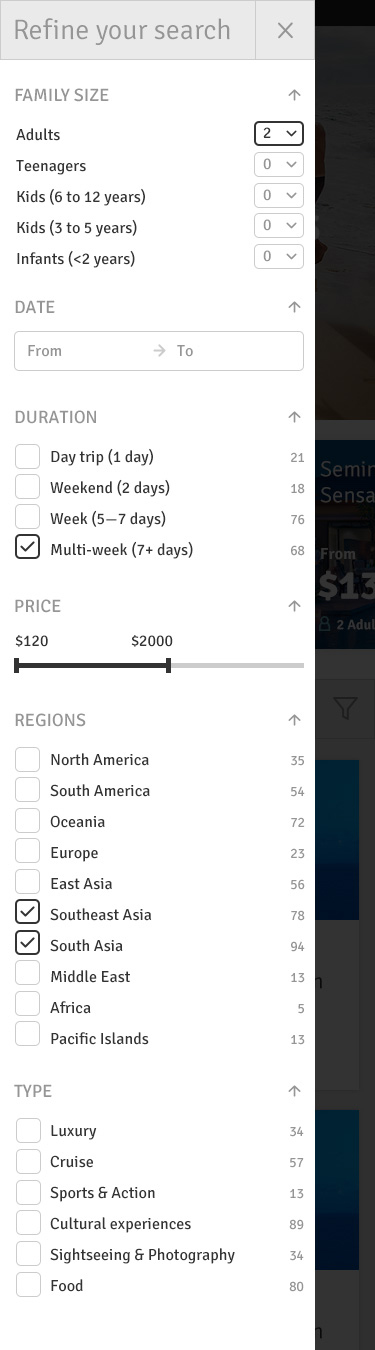 Refine your search
FAMILY SIZE
Adults 2
Teenagers 0
Kids (6 to 12 years) 0
Kids (3 to 5 years) 0
Infants (<2 years) 0
DATE
From → To
DURATION
Day trip (1 day) 21
Weekend (2 days) 18
Week (5—7 days) 76
Multi-week (7+ days) 68
PRICE
$120 $2000
REGIONS
North America 35
South America 54
Oceania 72
Europe 23
East Asia 56
Southeast Asia 78
South Asia 94
Middle East 13
Africa 5
Pacific Islands 13
TYPE
Luxury 34
Cruise 57
Sports & Action 13
Cultural experiences 89
Sightseeing & Photography 34
Food 80
Semin
Sensa
From
$13
2 Adul
n
n